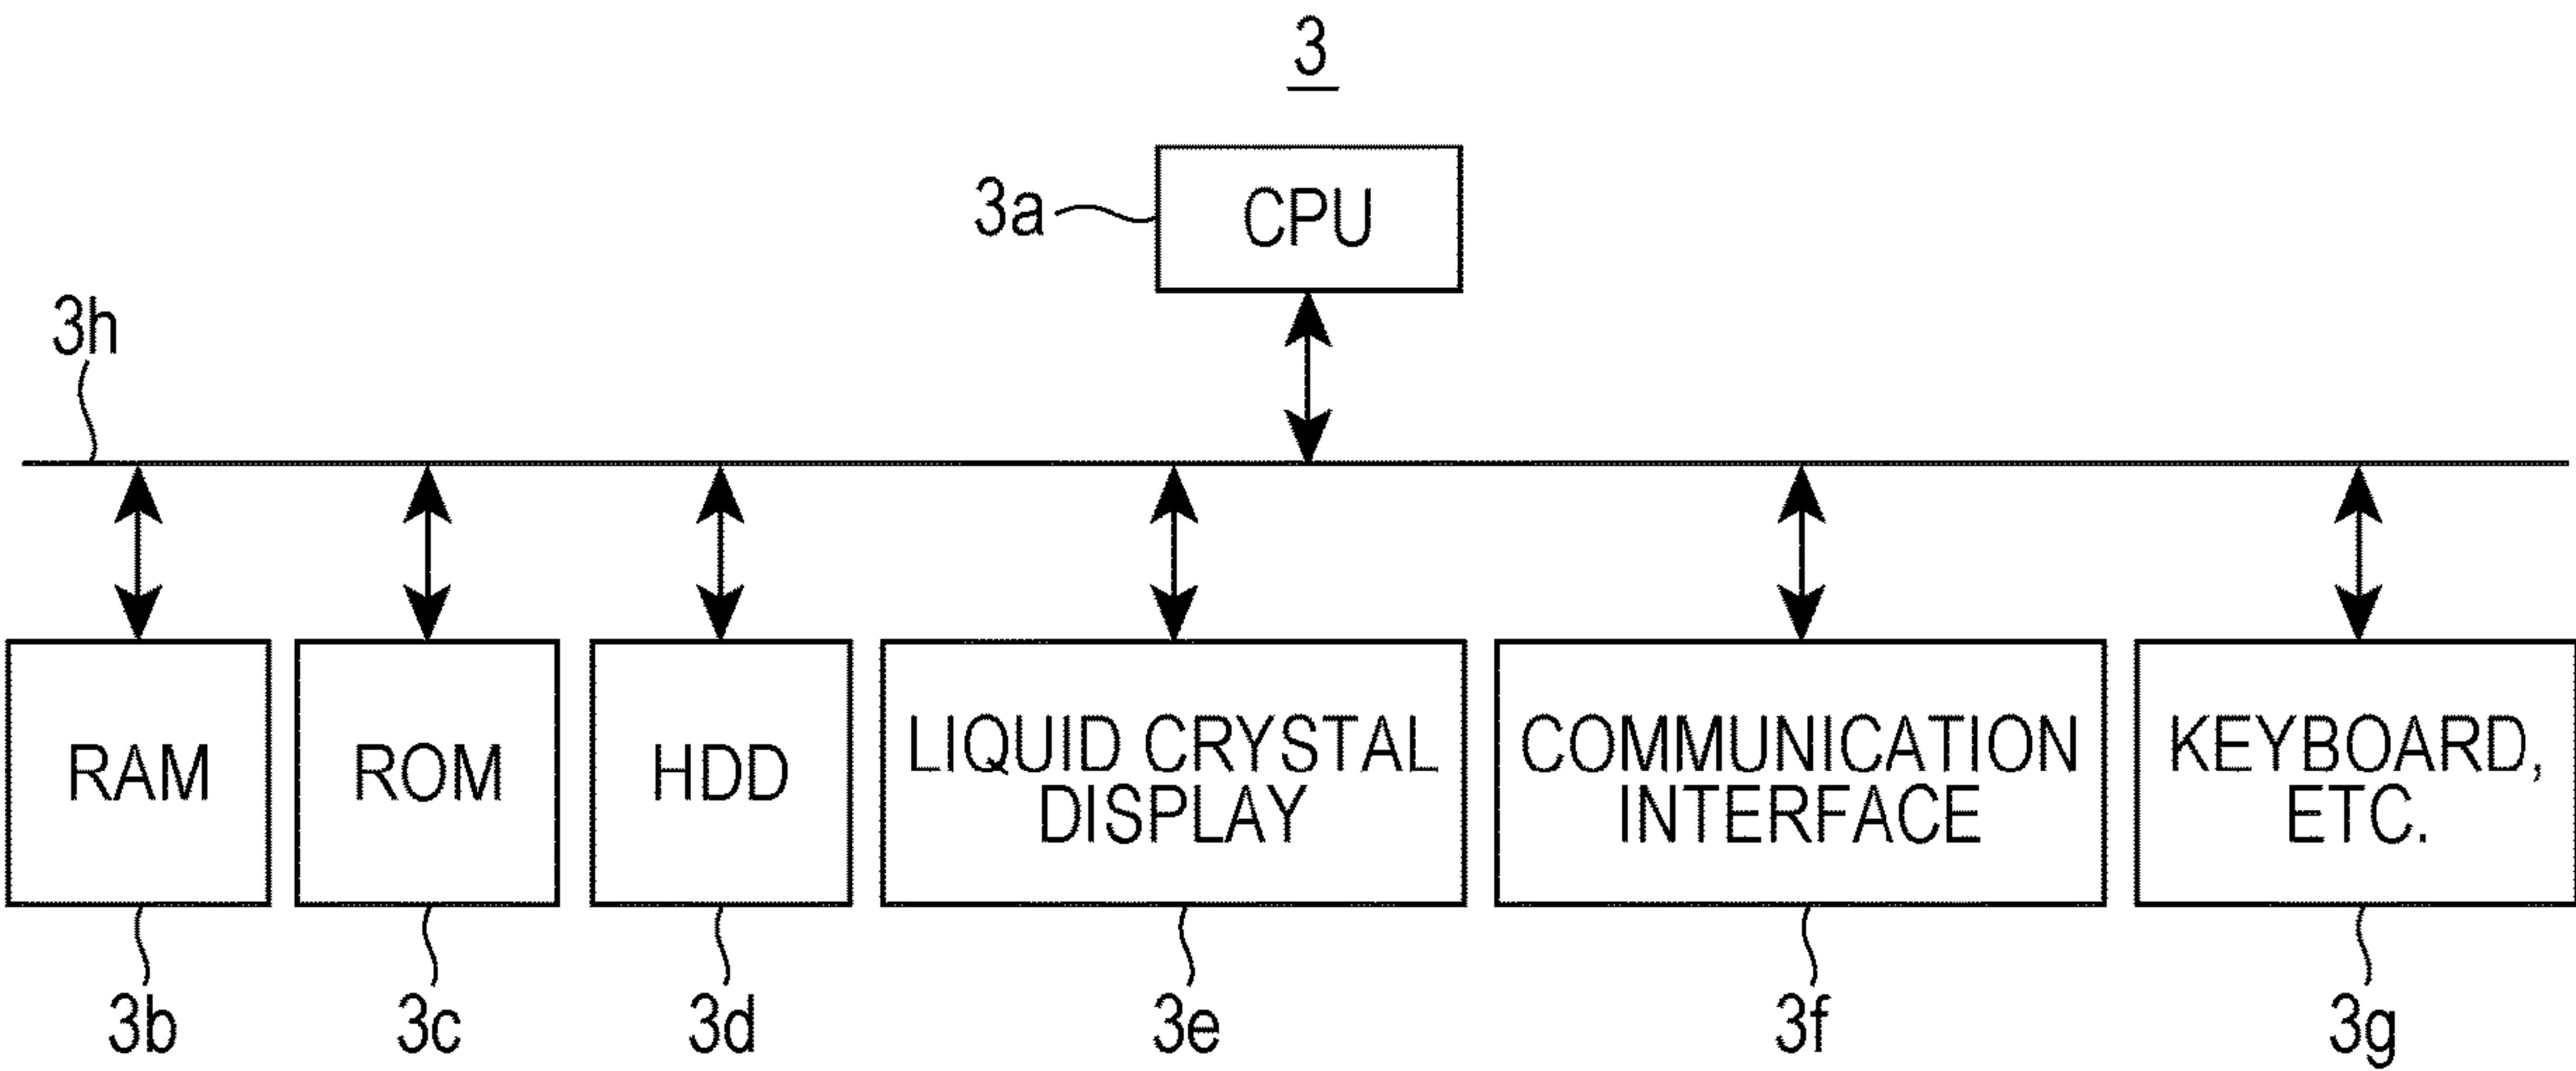 3
3a
CPU
3h
RAM
ROM
HDD
LIQUID CRYSTAL
DISPLAY
COMMUNICATION
INTERFACE
KEYBOARD,
ETC.
3b
3c
3d
3e
3f
3g